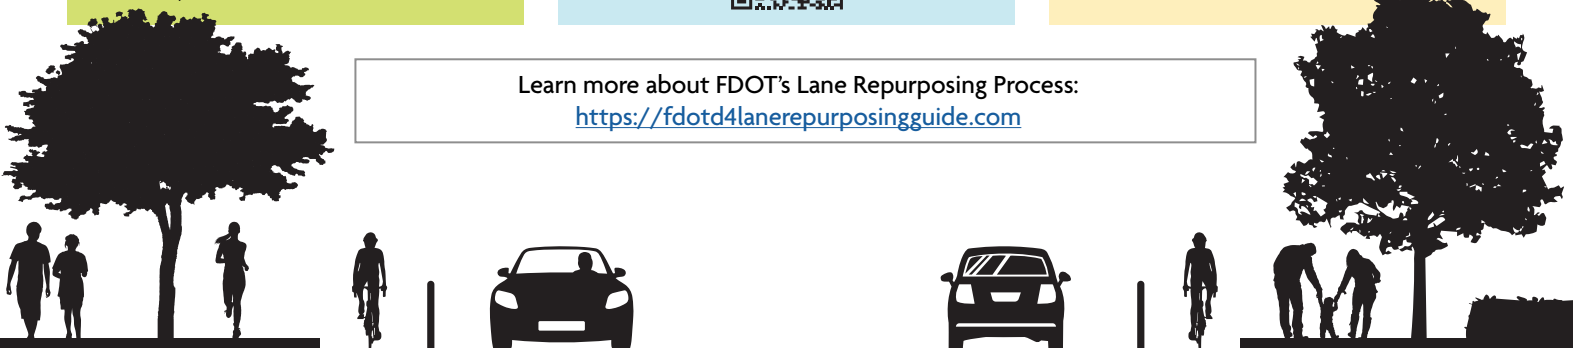 Learn more about FDOT’s Lane Repurposing Process:
https://fdotd4lanerepurposingguide.com